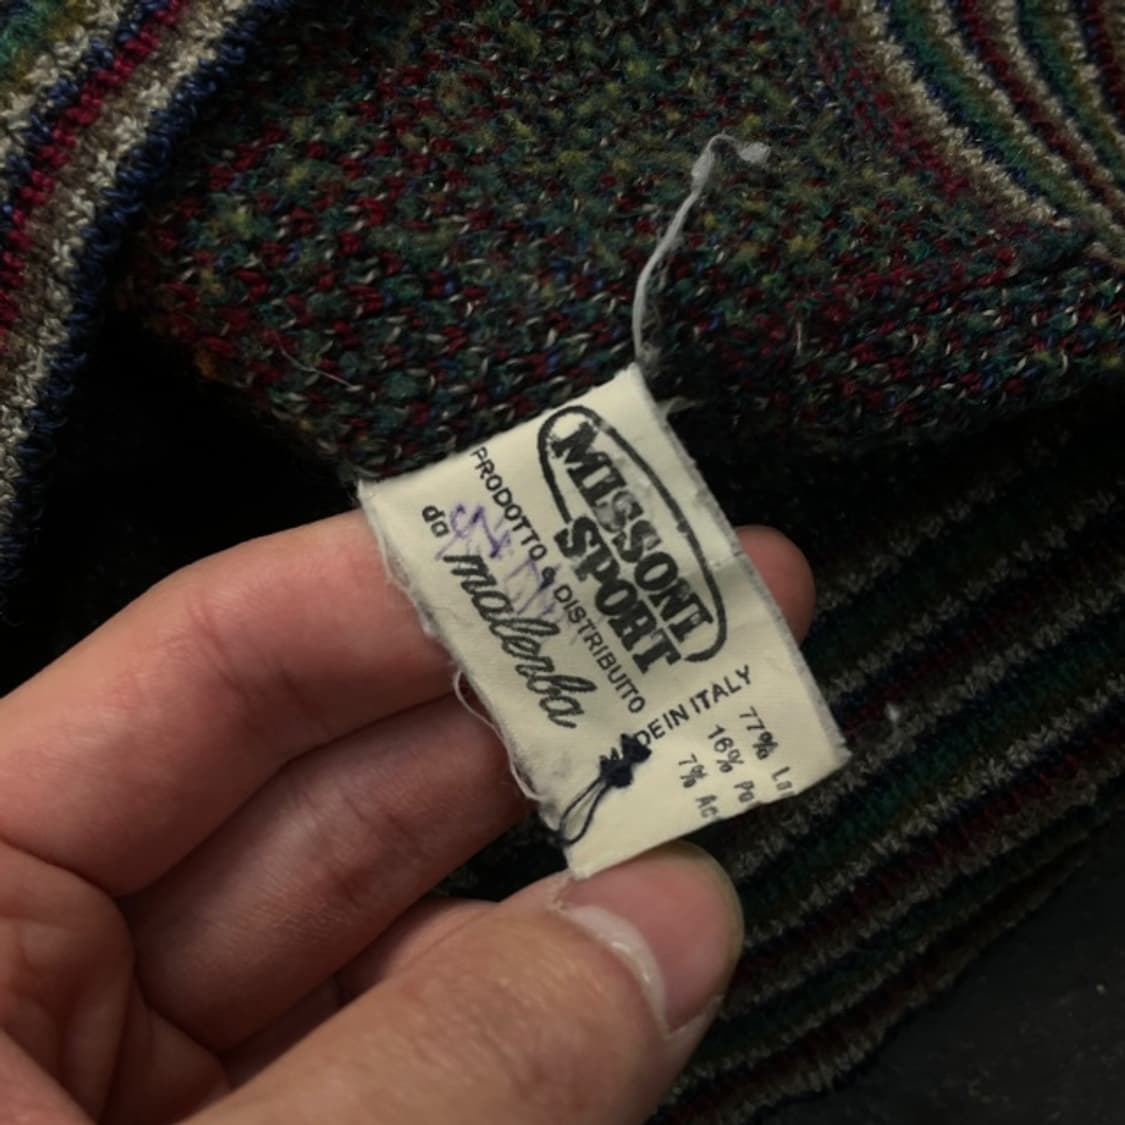 MISSONI
SPORT
PRODOTTO e DISTRIBUITO
da malerba
MADE IN ITALY
77%
16% Po
7% Ac